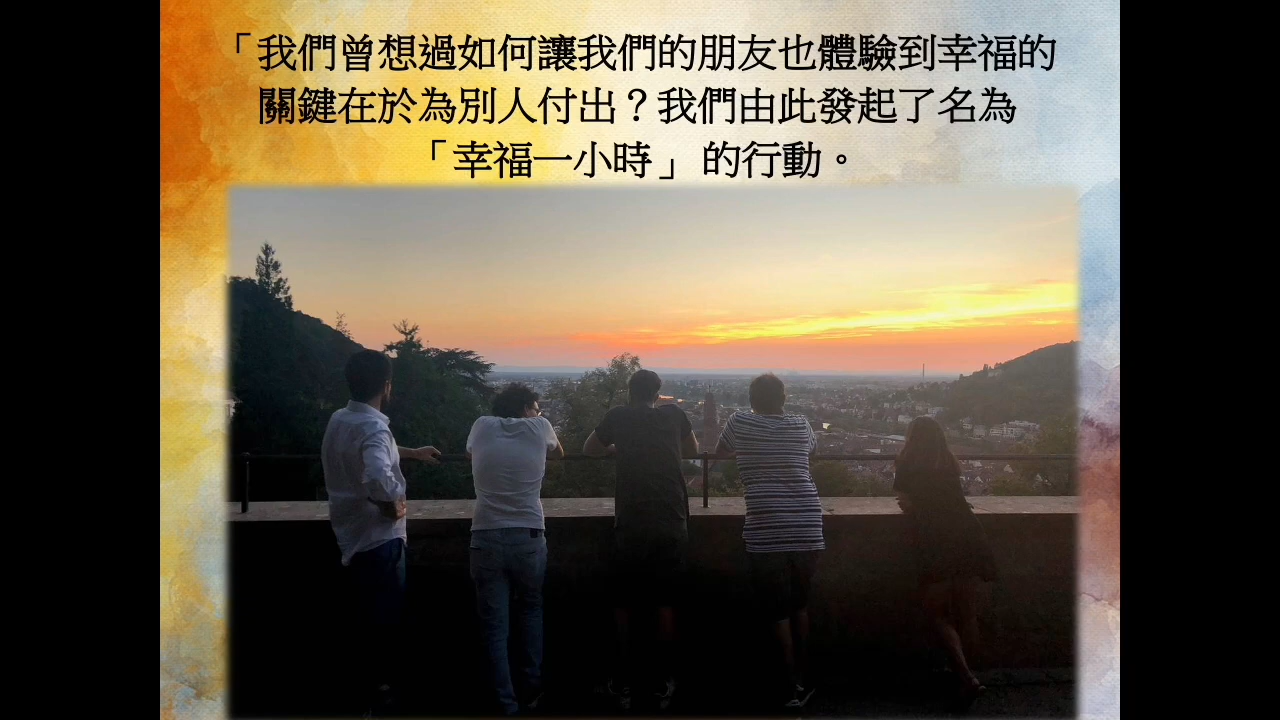 「我們曾想過如何讓我們的朋友也體驗到幸福的
關鍵在於為別人付出？我們由此發起了名為
「幸福一小時」的行動。